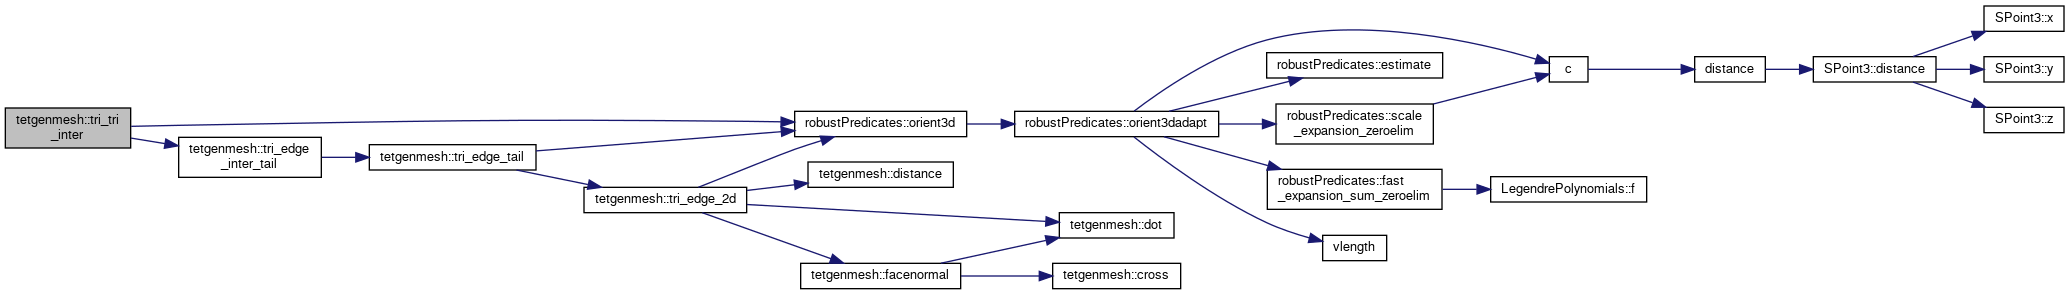 tetgenmesh::tri_tri
_inter
tetgenmesh::tri_edge
_inter_tail
tetgenmesh::tri_edge_tail
tetgenmesh::tri_edge_2d
robustPredicates::orient3d
tetgenmesh::distance
tetgenmesh::dot
tetgenmesh::facenormal
tetgenmesh::cross
robustPredicates::orient3dadapt
robustPredicates::estimate
robustPredicates::scale
_expansion_zeroelim
robustPredicates::fast
_expansion_sum_zeroelim
vlength
c
LegendrePolynomials::f
distance
SPoint3::distance
SPoint3::x
SPoint3::y
SPoint3::z